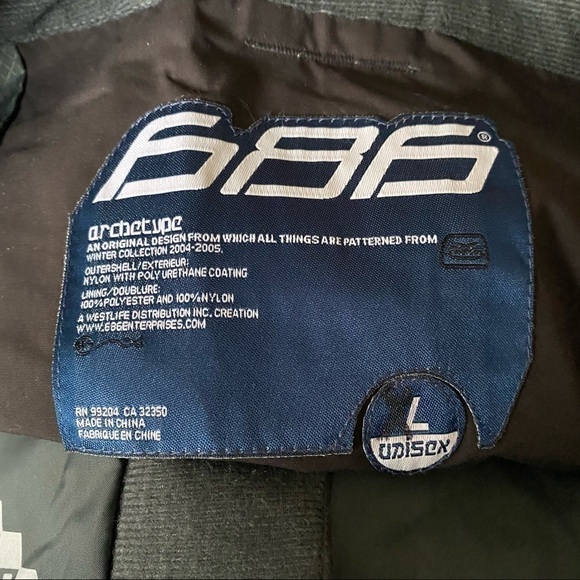 686®
archetype
AN ORIGINAL DESIGN FROM WHICH ALL THINGS ARE PATTERNED FROM
WINTER COLLECTION 2004-2005.
OUTERSHELL/EXTERIEUR:
NYLON WITH POLYURETHANE COATING
LINING/DOUBLURE:
100% POLYESTER AND 100% NYLON
A WESTLIFE DISTRIBUTION INC. CREATION
WWW.686ENTERPRISES.COM
RN 99204 CA 32350
MADE IN CHINA
FABRIQUE EN CHINE
L
unisex